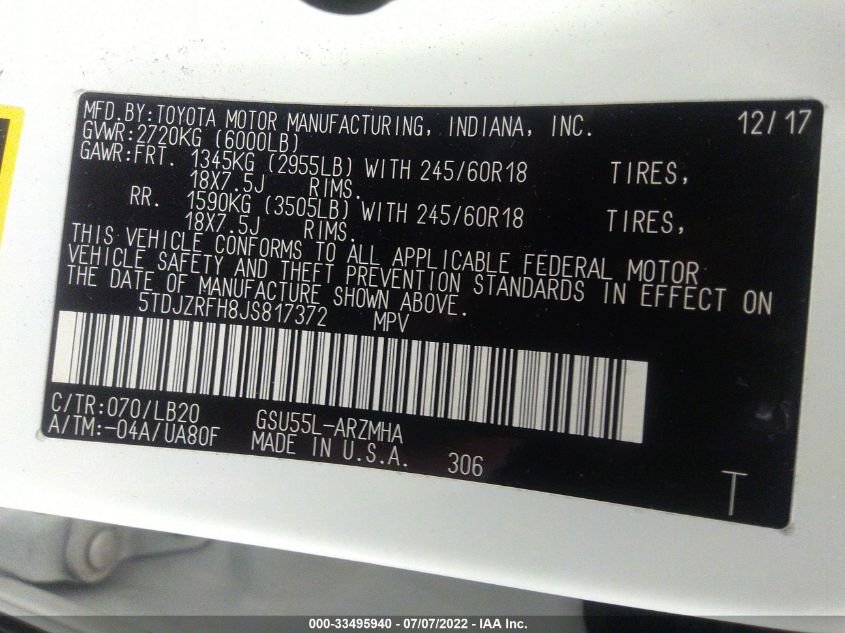 MFD.BY:TOYOTA MOTOR MANUFACTURING, INDIANA, INC. 12/17
GVWR:2720KG (6000LB)
GAWR:FRT. 1345KG (2955LB) WITH 245/60R18 TIRES,
18X7.5J RIMS.
RR. 1590KG (3505LB) WITH 245/60R18 TIRES,
18X7.5J RIMS.
THIS VEHICLE CONFORMS TO ALL APPLICABLE FEDERAL MOTOR
VEHICLE SAFETY AND THEFT PREVENTION STANDARDS IN EFFECT ON
THE DATE OF MANUFACTURE SHOWN ABOVE.
5TDJZRFH8JS817372 MPV
C/TR:070/LB20 GSU55L-ARZMHA
A/TM:-04A/UA80F MADE IN U.S.A. 306
T
000-33495940 - 07/07/2022 - IAA Inc.